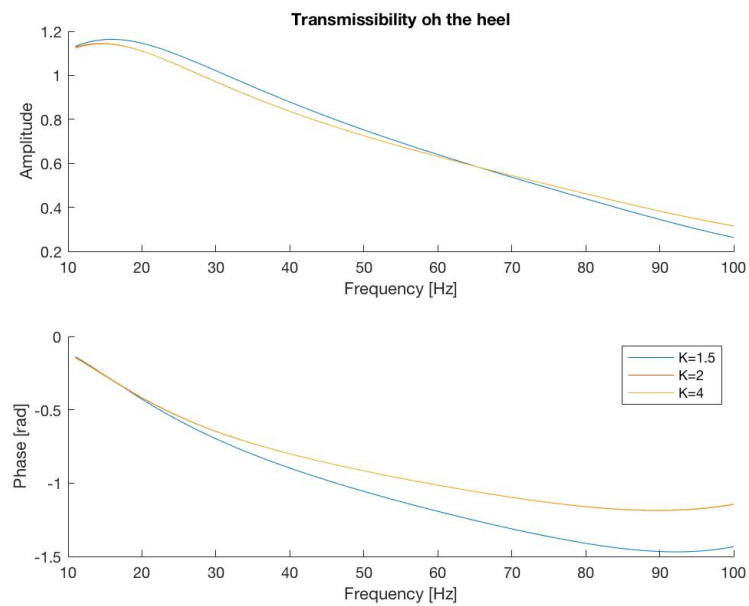 Transmissibility oh the heel
1.2
1
0.8
0.6
0.4
0.2
Amplitude
10 20 30 40 50 60 70 80 90 100
Frequency [Hz]
0
-0.5
-1
-1.5
Phase [rad]
K=1.5
K=2
K=4
10 20 30 40 50 60 70 80 90 100
Frequency [Hz]